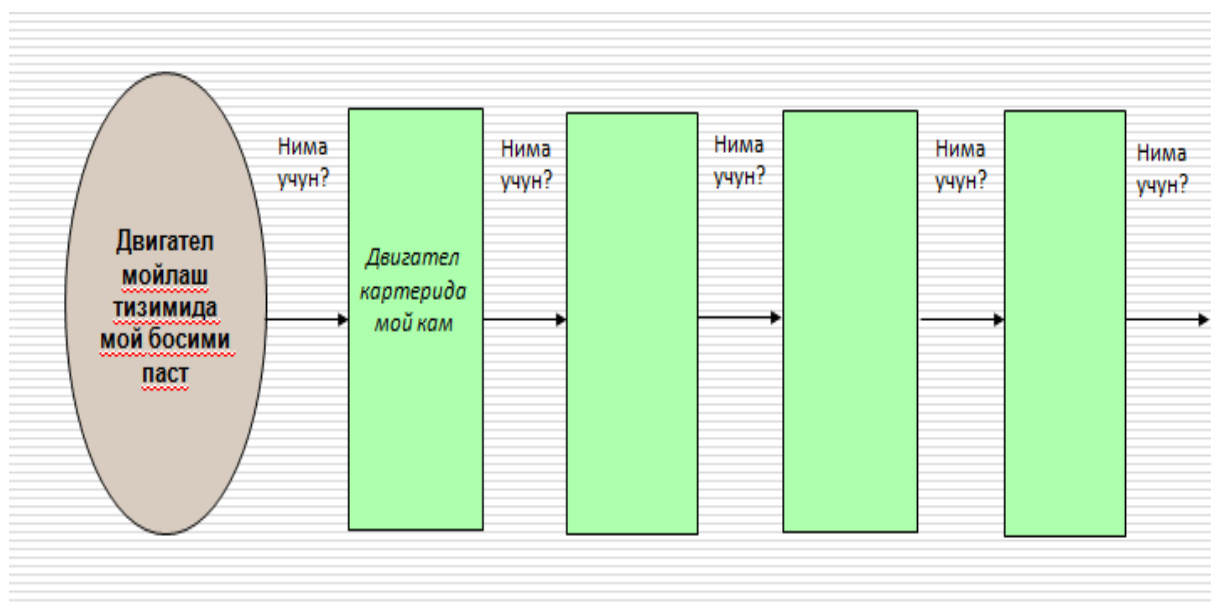 Двигател
мойлаш
тизимида
мой босими
паст
Нима
учун?
Двигател
картерида
мой кам
Нима
учун?
Нима
учун?
Нима
учун?
Нима
учун?